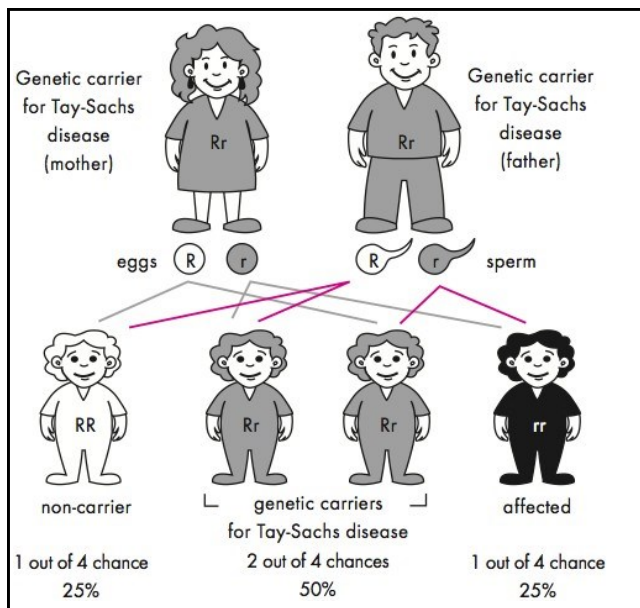 Genetic carrier
for Tay-Sachs
disease
(mother)
Rr
Rr
Genetic carrier
for Tay-Sachs
disease
(father)
eggs R r R r sperm
RR
Rr
Rr
rr
non-carrier
genetic carriers
for Tay-Sachs disease
affected
1 out of 4 chance
25%
2 out of 4 chances
50%
1 out of 4 chance
25%